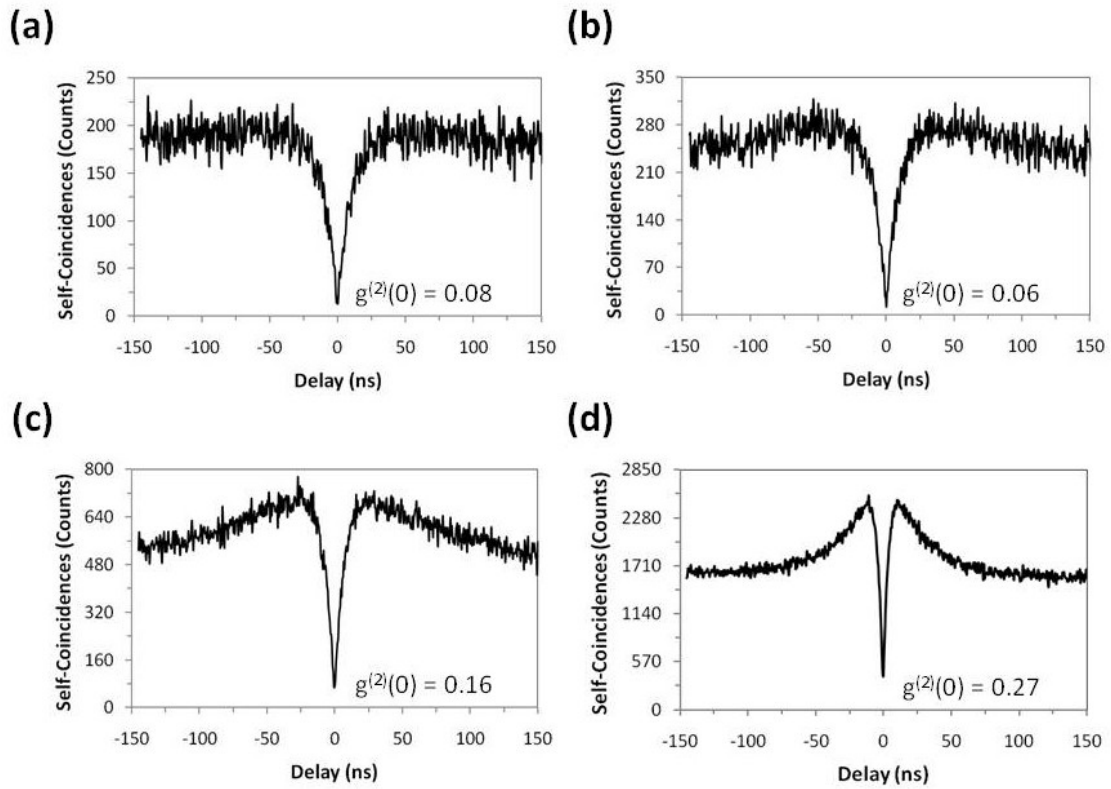 (a)
Self-Coincidences (Counts)
250
200
150
100
50
0
-150 -100 -50 0 50 100 150
Delay (ns)
g(2)(0) = 0.08
(b)
Self-Coincidences (Counts)
350
280
210
140
70
0
-150 -100 -50 0 50 100 150
Delay (ns)
g(2)(0) = 0.06
(c)
Self-Coincidences (Counts)
800
640
480
320
160
0
-150 -100 -50 0 50 100 150
Delay (ns)
g(2)(0) = 0.16
(d)
Self-Coincidences (Counts)
2850
2280
1710
1140
570
0
-150 -100 -50 0 50 100 150
Delay (ns)
g(2)(0) = 0.27